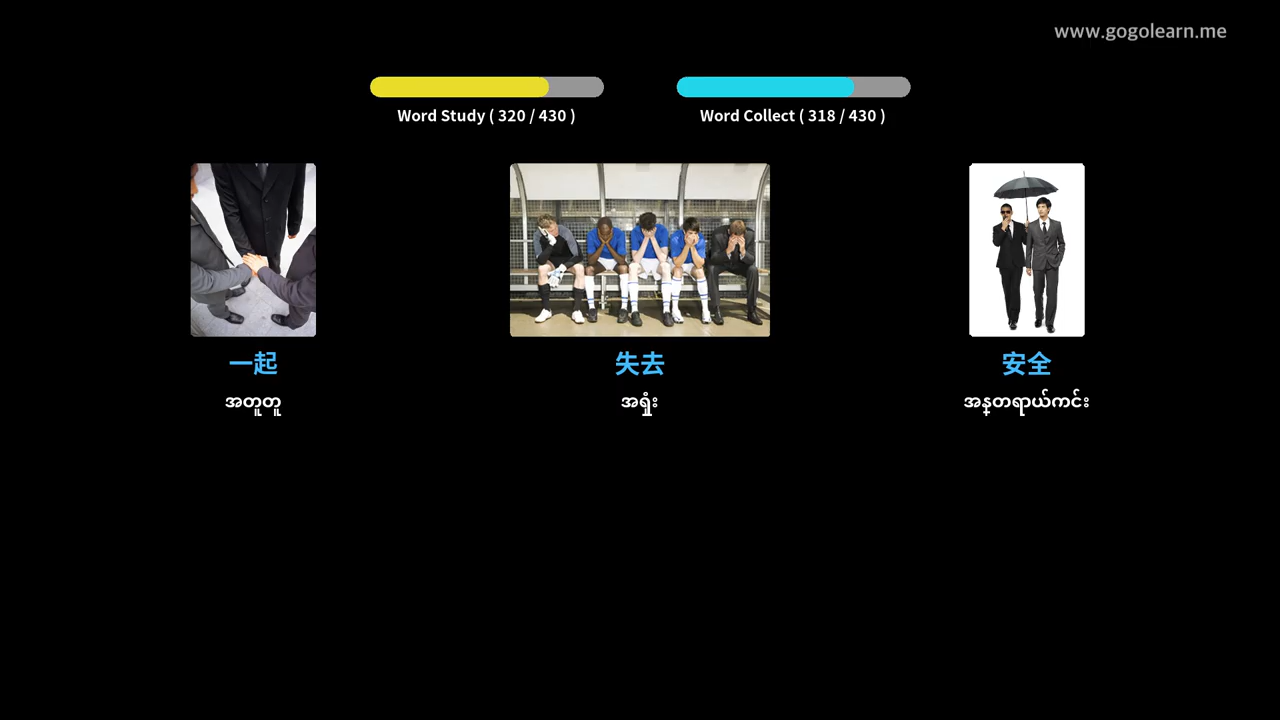 www.gogolearn.me
Word Study ( 320 / 430 )
Word Collect ( 318 / 430 )
一起
失去
安全
အတူတူ
အရှုံး
အန္တရာယ်ကင်း